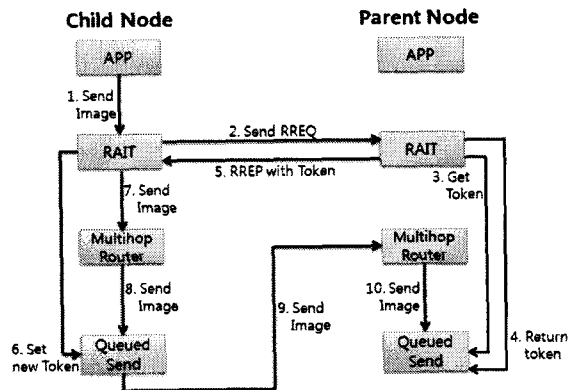 Child Node
Parent Node
APP
APP
1. Send
Image
RAIT
2. Send RREQ
5. RREP with Token
RAIT
3. Get
Token
7. Send
Image
Multihop
Router
Multihop
Router
8. Send
Image
9. Send
Image
10. Send
Image
6. Set
new Token
Queued
Send
Queued
Send
4. Return
token